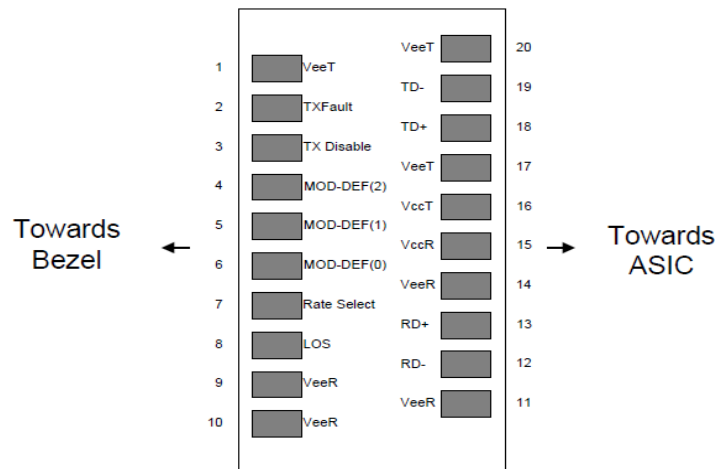 VeeT 20
1 VeeT
TD- 19
2 TXFault
TD+ 18
3 TX Disable
VeeT 17
4 MOD-DEF(2)
VccT 16
5 MOD-DEF(1)
Towards
Bezel
VccR 15
Towards
ASIC
6 MOD-DEF(0)
VeeR 14
7 Rate Select
RD+ 13
8 LOS
RD- 12
9 VeeR
VeeR 11
10 VeeR